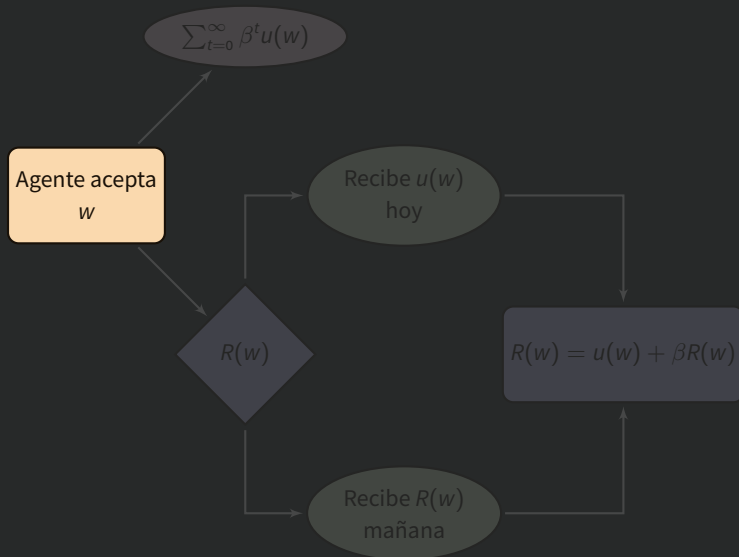 ∑_{t=0}^{∞} β^t u(w)
Agente acepta
w
Recibe u(w)
hoy
R(w)
R(w) = u(w) + βR(w)
Recibe R(w)
mañana